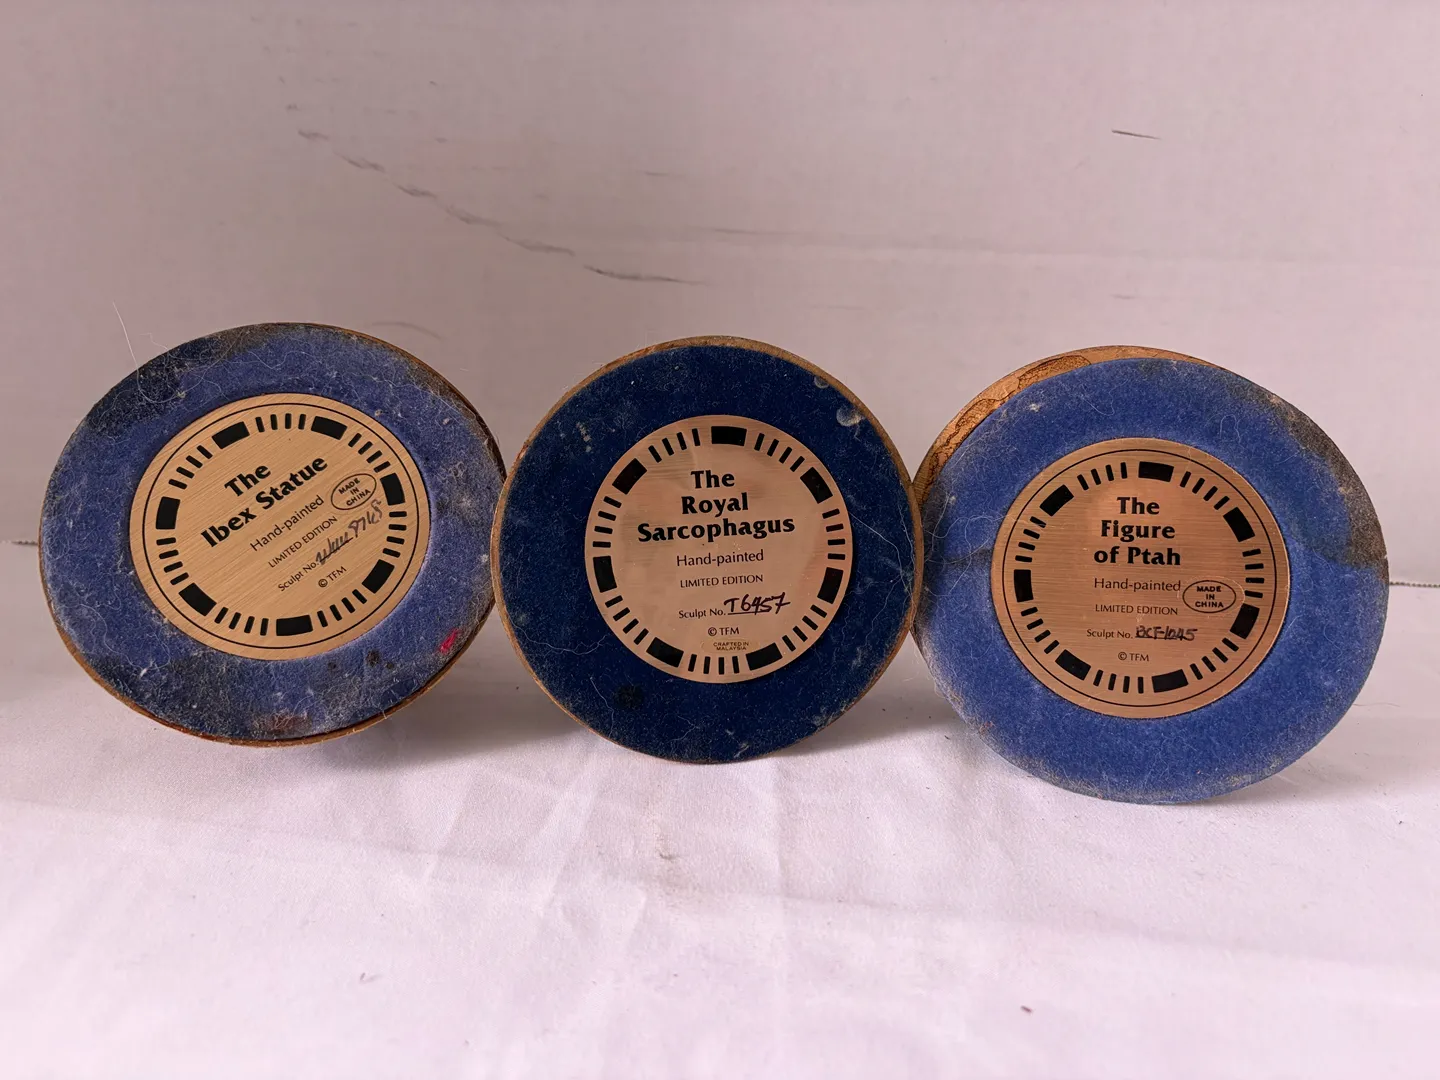 The
Ibex Statue
Hand-painted
MADE
IN
CHINA
LIMITED EDITION
Sculpt No.
© TFM
The
Royal
Sarcophagus
Hand-painted
LIMITED EDITION
Sculpt No. T6457
© TFM
CRAFTED IN
MALAYSIA
The
Figure
of Ptah
Hand-painted
MADE
IN
CHINA
LIMITED EDITION
Sculpt No.
© TFM